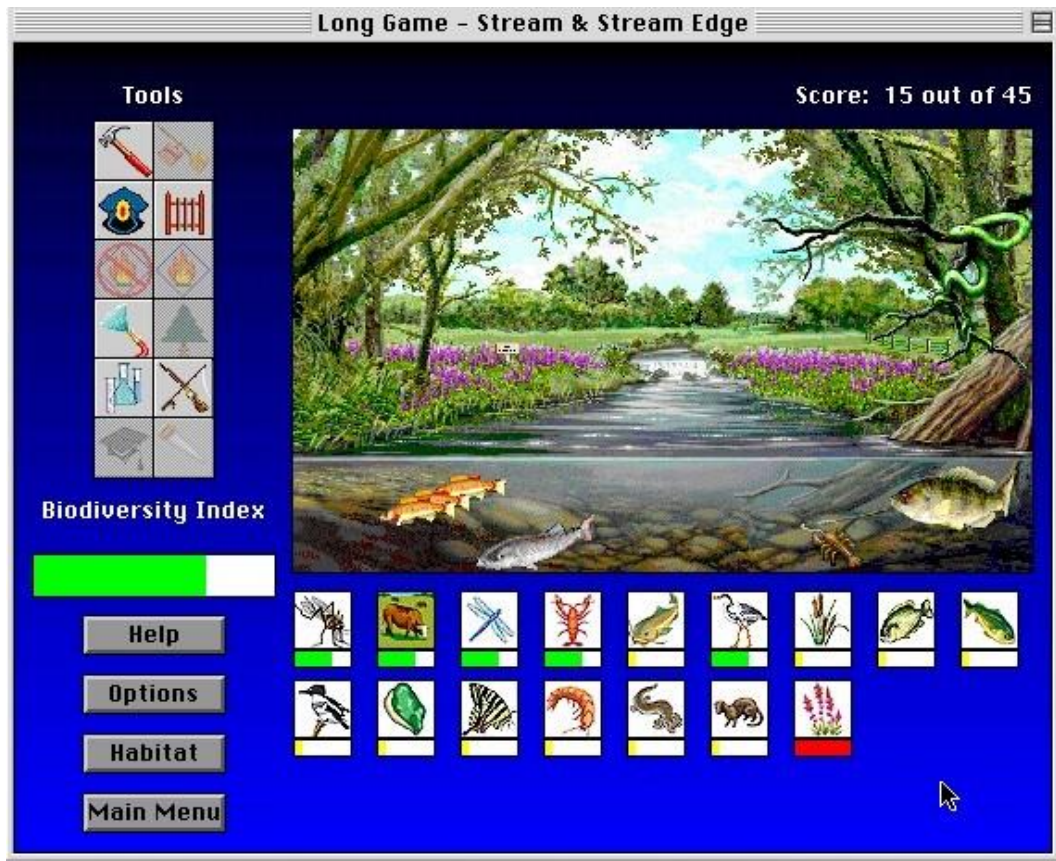 Long Game - Stream & Stream Edge
Tools
Score: 15 out of 45
Biodiversity Index
Help
Options
Habitat
Main Menu